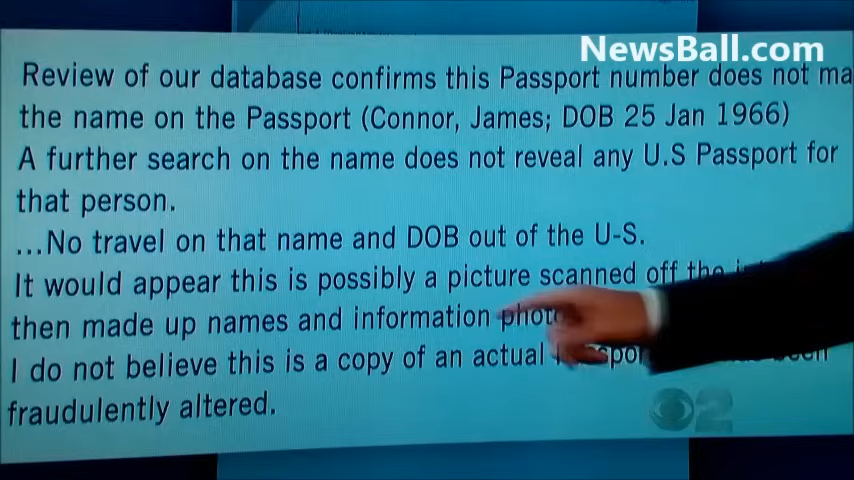 NewsBall.com
Review of our database confirms this Passport number does not ma
the name on the Passport (Connor, James; DOB 25 Jan 1966)
A further search on the name does not reveal any U.S Passport for
that person.
...No travel on that name and DOB out of the U-S.
It would appear this is possibly a picture scanned off the
then made up names and information
I do not believe this is a copy of an actual
fraudulently altered.
2